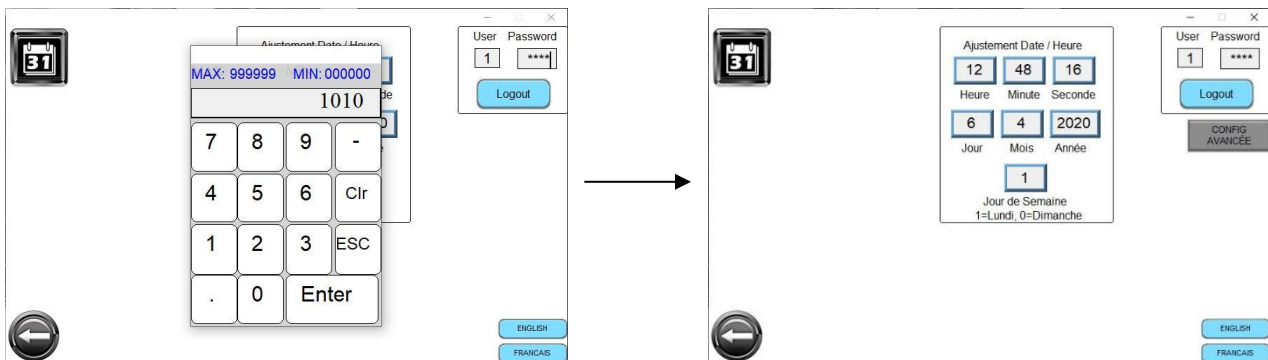 31
Ajustement Date / Heure
MAX: 999999 MIN: 000000
1010
7 8 9 -
4 5 6 Clr
1 2 3 ESC
. 0 Enter
User Password
1 ****
Logout
ENGLISH
FRANCAIS
31
Ajustement Date / Heure
12 48 16
Heure Minute Seconde
6 4 2020
Jour Mois Année
1
Jour de Semaine
1=Lundi, 0=Dimanche
User Password
1 ****
Logout
CONFIG
AVANCÉE
ENGLISH
FRANCAIS